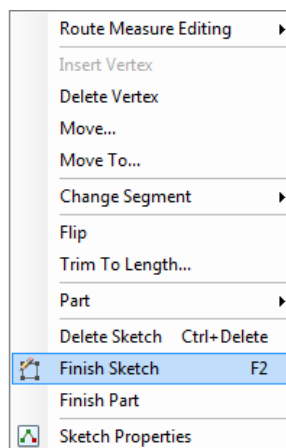 Route Measure Editing
Insert Vertex
Delete Vertex
Move...
Move To...
Change Segment
Flip
Trim To Length...
Part
Delete Sketch Ctrl+Delete
Finish Sketch F2
Finish Part
Sketch Properties